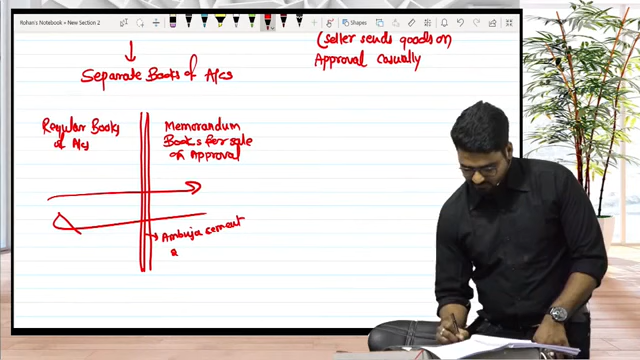 Rohan's Notebook • New Section 2
Shapes
(Seller sends goods on
Approval casually
Separate Books of A/cs
Regular Books
of A/cs
Memorandum
Books for sale
on Approval
Ambuja cement